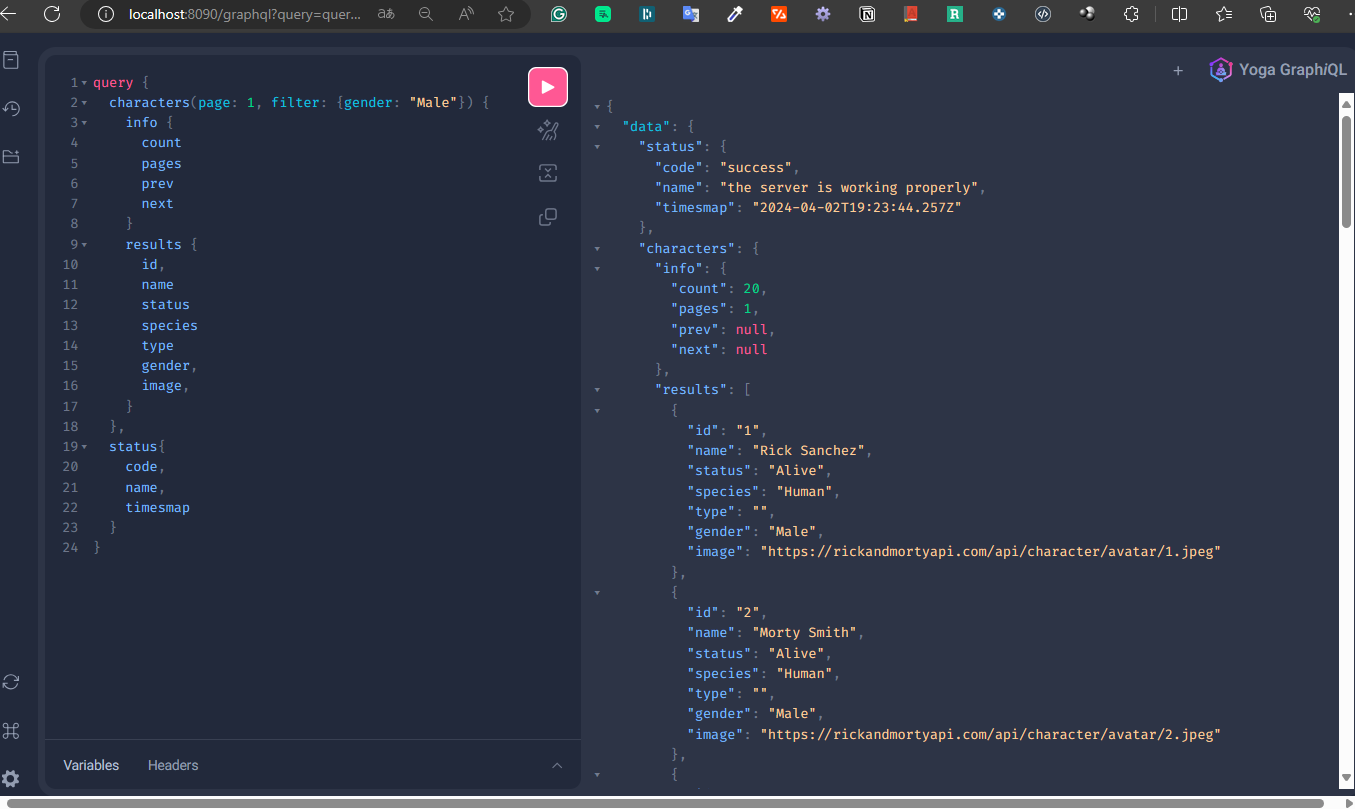 localhost:8090/graphql?query=quer...
Yoga GraphiQL
1 query {
2 characters(page: 1, filter: {gender: "Male"}) {
3 info {
4 count
5 pages
6 prev
7 next
8 }
9 results {
10 id,
11 name
12 status
13 species
14 type
15 gender,
16 image,
17 }
18 },
19 status{
20 code,
21 name,
22 timesmap
23 }
24 }
Variables Headers
{
"data": {
"status": {
"code": "success",
"name": "the server is working properly",
"timesmap": "2024-04-02T19:23:44.257Z"
},
"characters": {
"info": {
"count": 20,
"pages": 1,
"prev": null,
"next": null
},
"results": [
{
"id": "1",
"name": "Rick Sanchez",
"status": "Alive",
"species": "Human",
"type": "",
"gender": "Male",
"image": "https://rickandmortyapi.com/api/character/avatar/1.jpeg"
},
{
"id": "2",
"name": "Morty Smith",
"status": "Alive",
"species": "Human",
"type": "",
"gender": "Male",
"image": "https://rickandmortyapi.com/api/character/avatar/2.jpeg"
},
{